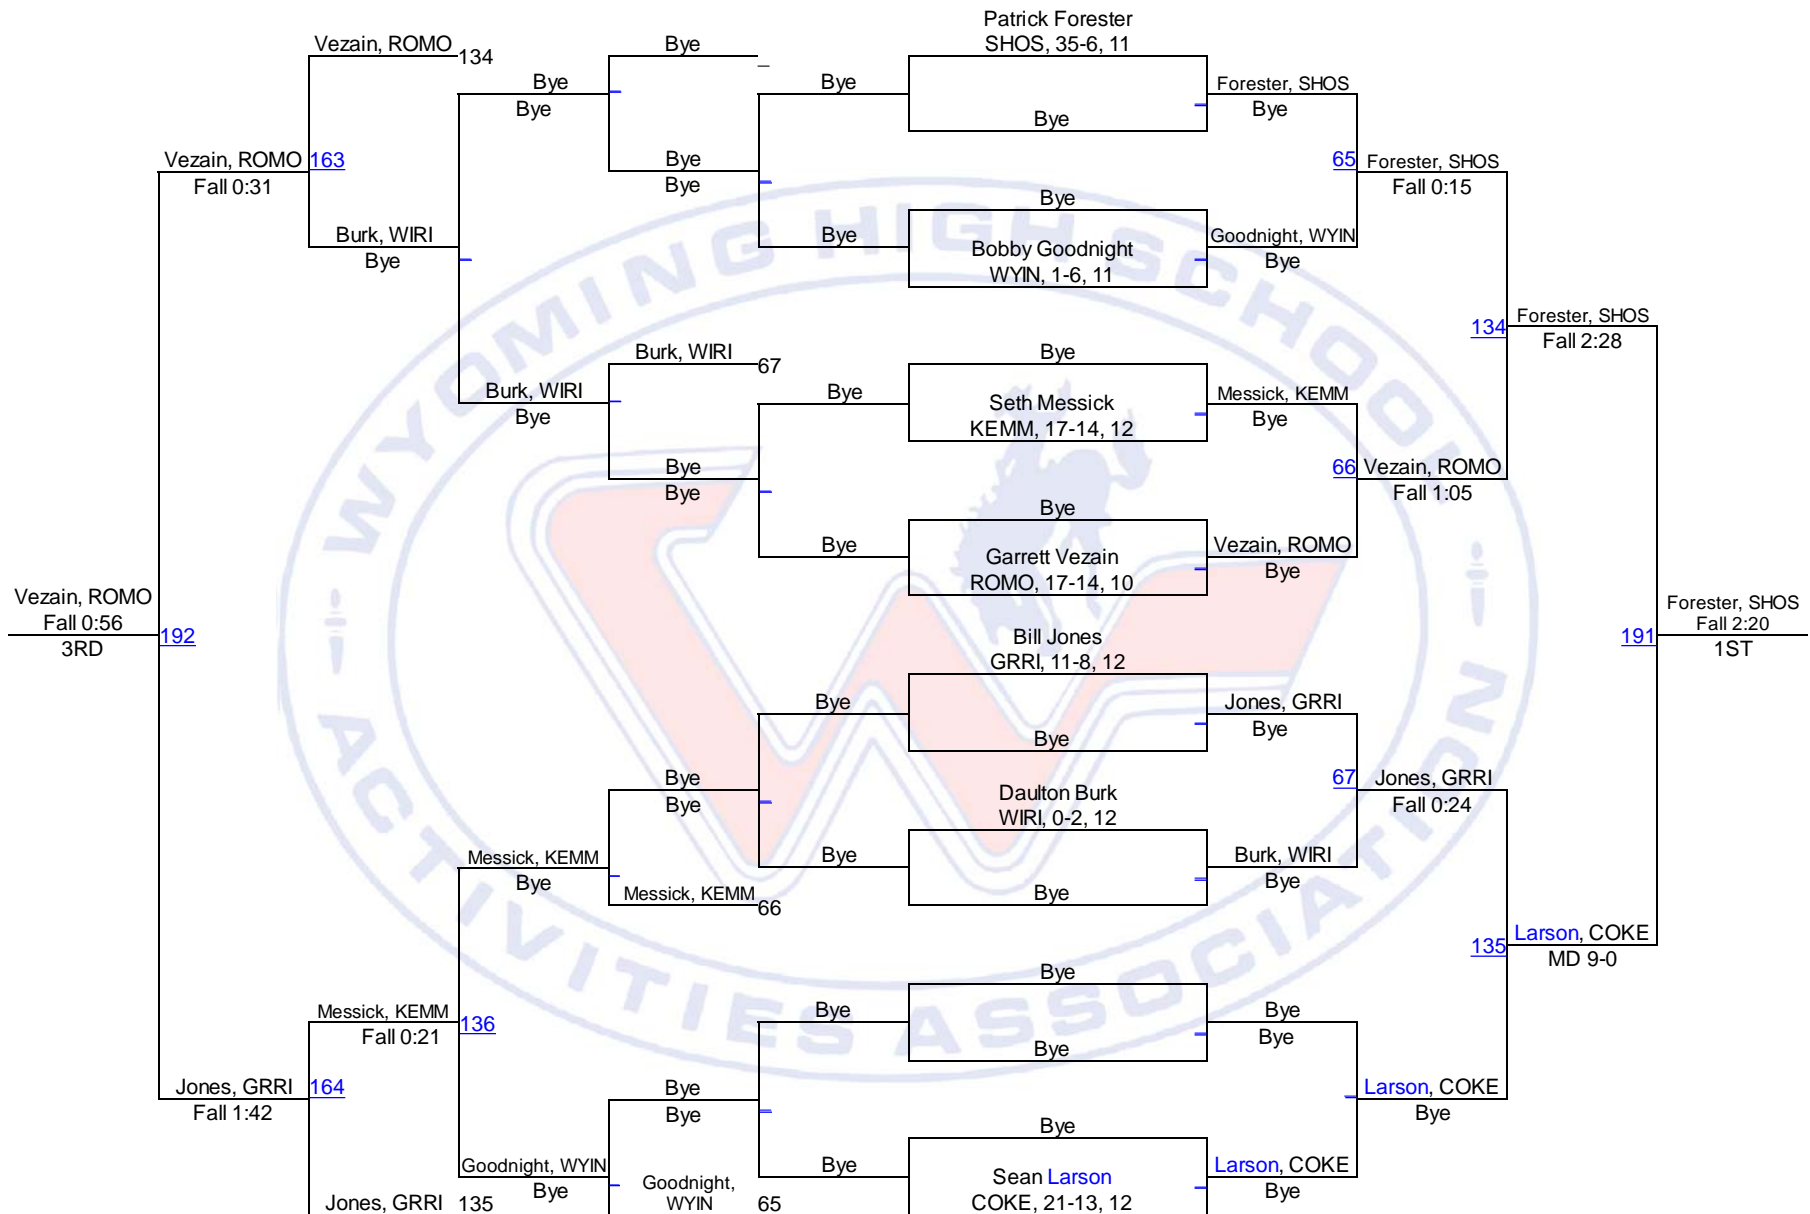 Patrick Forester
SHOS, 35-6, 11
Vezain, ROMO
134
Bye
Bye
Bye
Bye
Forester, SHOS
Bye
Bye
Vezain, ROMO
163
Fall 0:31
Bye
Bye
65
Forester, SHOS
Fall 0:15
Bye
Burk, WIRI
Bye
Bye
Bobby Goodnight
WYIN, 1-6, 11
Goodnight, WYIN
Bye
WYOMING HIGH SCHOOL
134
Forester, SHOS
Fall 2:28
Burk, WIRI
67
Bye
Burk, WIRI
Bye
Bye
Seth Messick
KEMM, 17-14, 12
Messick, KEMM
Bye
Bye
Bye
66
Vezain, ROMO
Fall 1:05
Bye
Bye
Garrett Vezain
ROMO, 17-14, 10
Vezain, ROMO
Bye
Vezain, ROMO
Fall 0:56
3RD
192
Bill Jones
GRRI, 11-8, 12
191
Forester, SHOS
Fall 2:20
1ST
Bye
Jones, GRRI
Bye
Bye
Bye
Bye
67
Jones, GRRI
Fall 0:24
Daulton Burk
WIRI, 0-2, 12
Messick, KEMM
Bye
Bye
Burk, WIRI
Bye
Bye
Messick, KEMM
66
ACTIVITIES ASSOCIATION
135
Larson, COKE
MD 9-0
Bye
Messick, KEMM
Fall 0:21
136
Bye
Bye
Bye
Bye
Jones, GRRI
164
Fall 1:42
Bye
Bye
Larson, COKE
Bye
Bye
Goodnight, WYIN
Bye
Bye
Sean Larson
COKE, 21-13, 12
Larson, COKE
Bye
Jones, GRRI
135
Goodnight,
WYIN
65